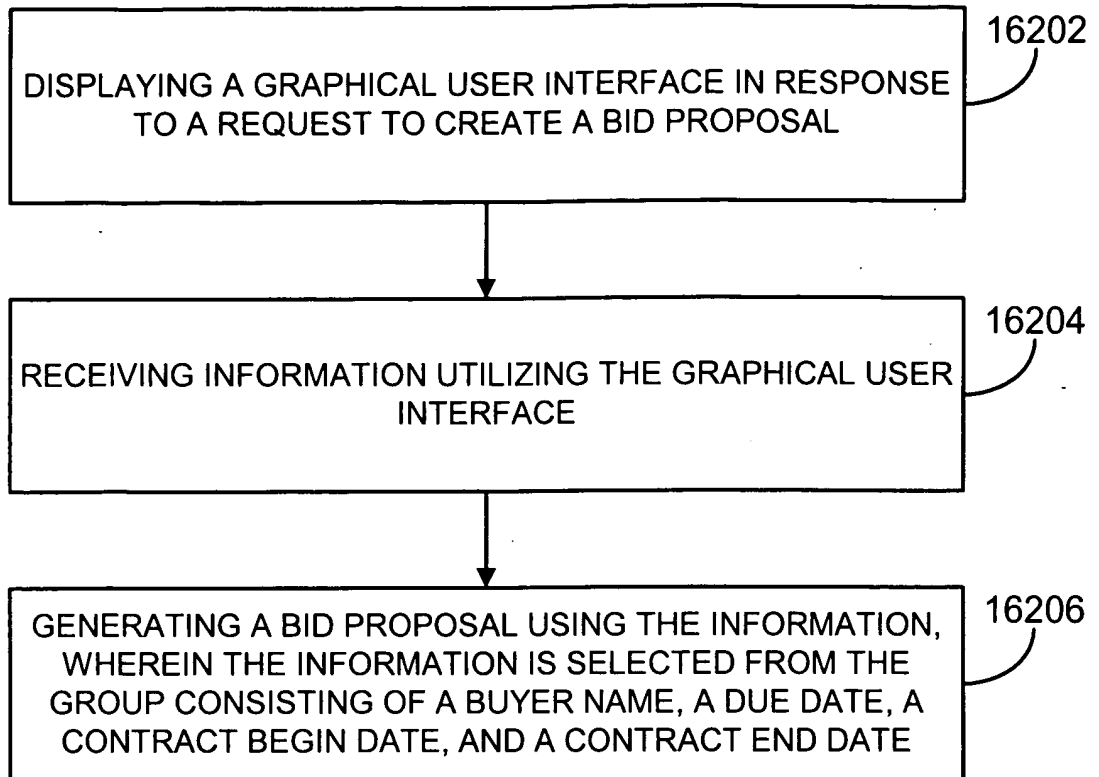 16202
DISPLAYING A GRAPHICAL USER INTERFACE IN RESPONSE
TO A REQUEST TO CREATE A BID PROPOSAL
16204
RECEIVING INFORMATION UTILIZING THE GRAPHICAL USER
INTERFACE
16206
GENERATING A BID PROPOSAL USING THE INFORMATION,
WHEREIN THE INFORMATION IS SELECTED FROM THE
GROUP CONSISTING OF A BUYER NAME, A DUE DATE, A
CONTRACT BEGIN DATE, AND A CONTRACT END DATE